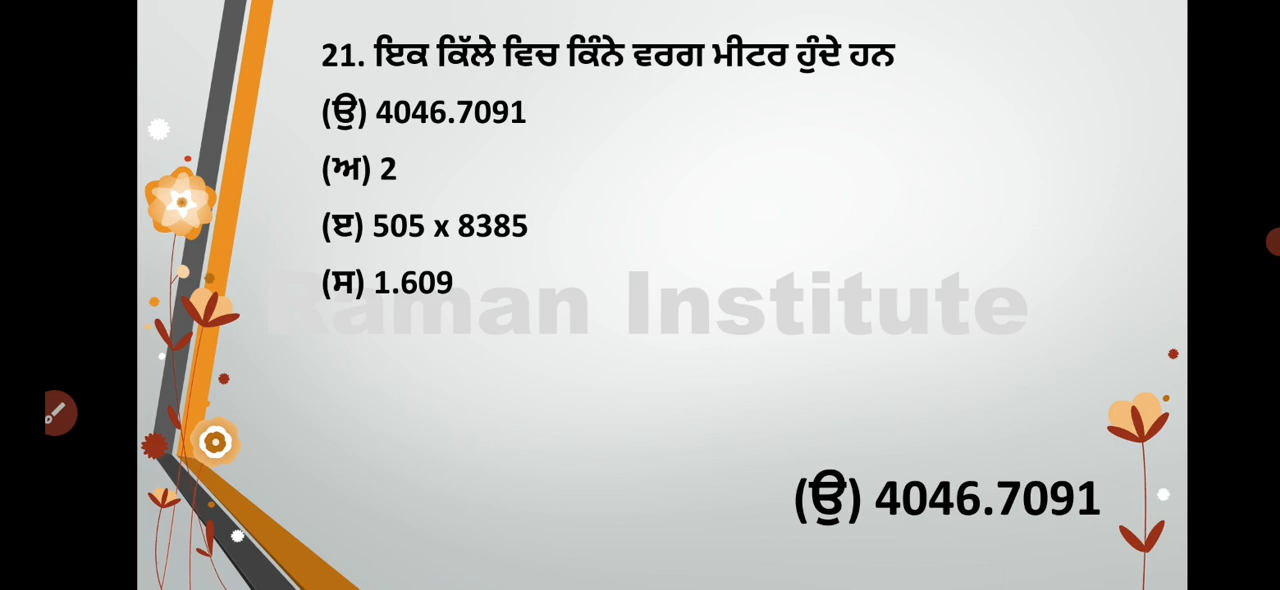 21. ਇਕ ਕਿੱਲੇ ਵਿਚ ਕਿੰਨੇ ਵਰਗ ਮੀਟਰ ਹੁੰਦੇ ਹਨ
(ਉ) 4046.7091
(ਅ) 2
(ੲ) 505 x 8385
(ਸ) 1.609
Raman Institute
(ਉ) 4046.7091